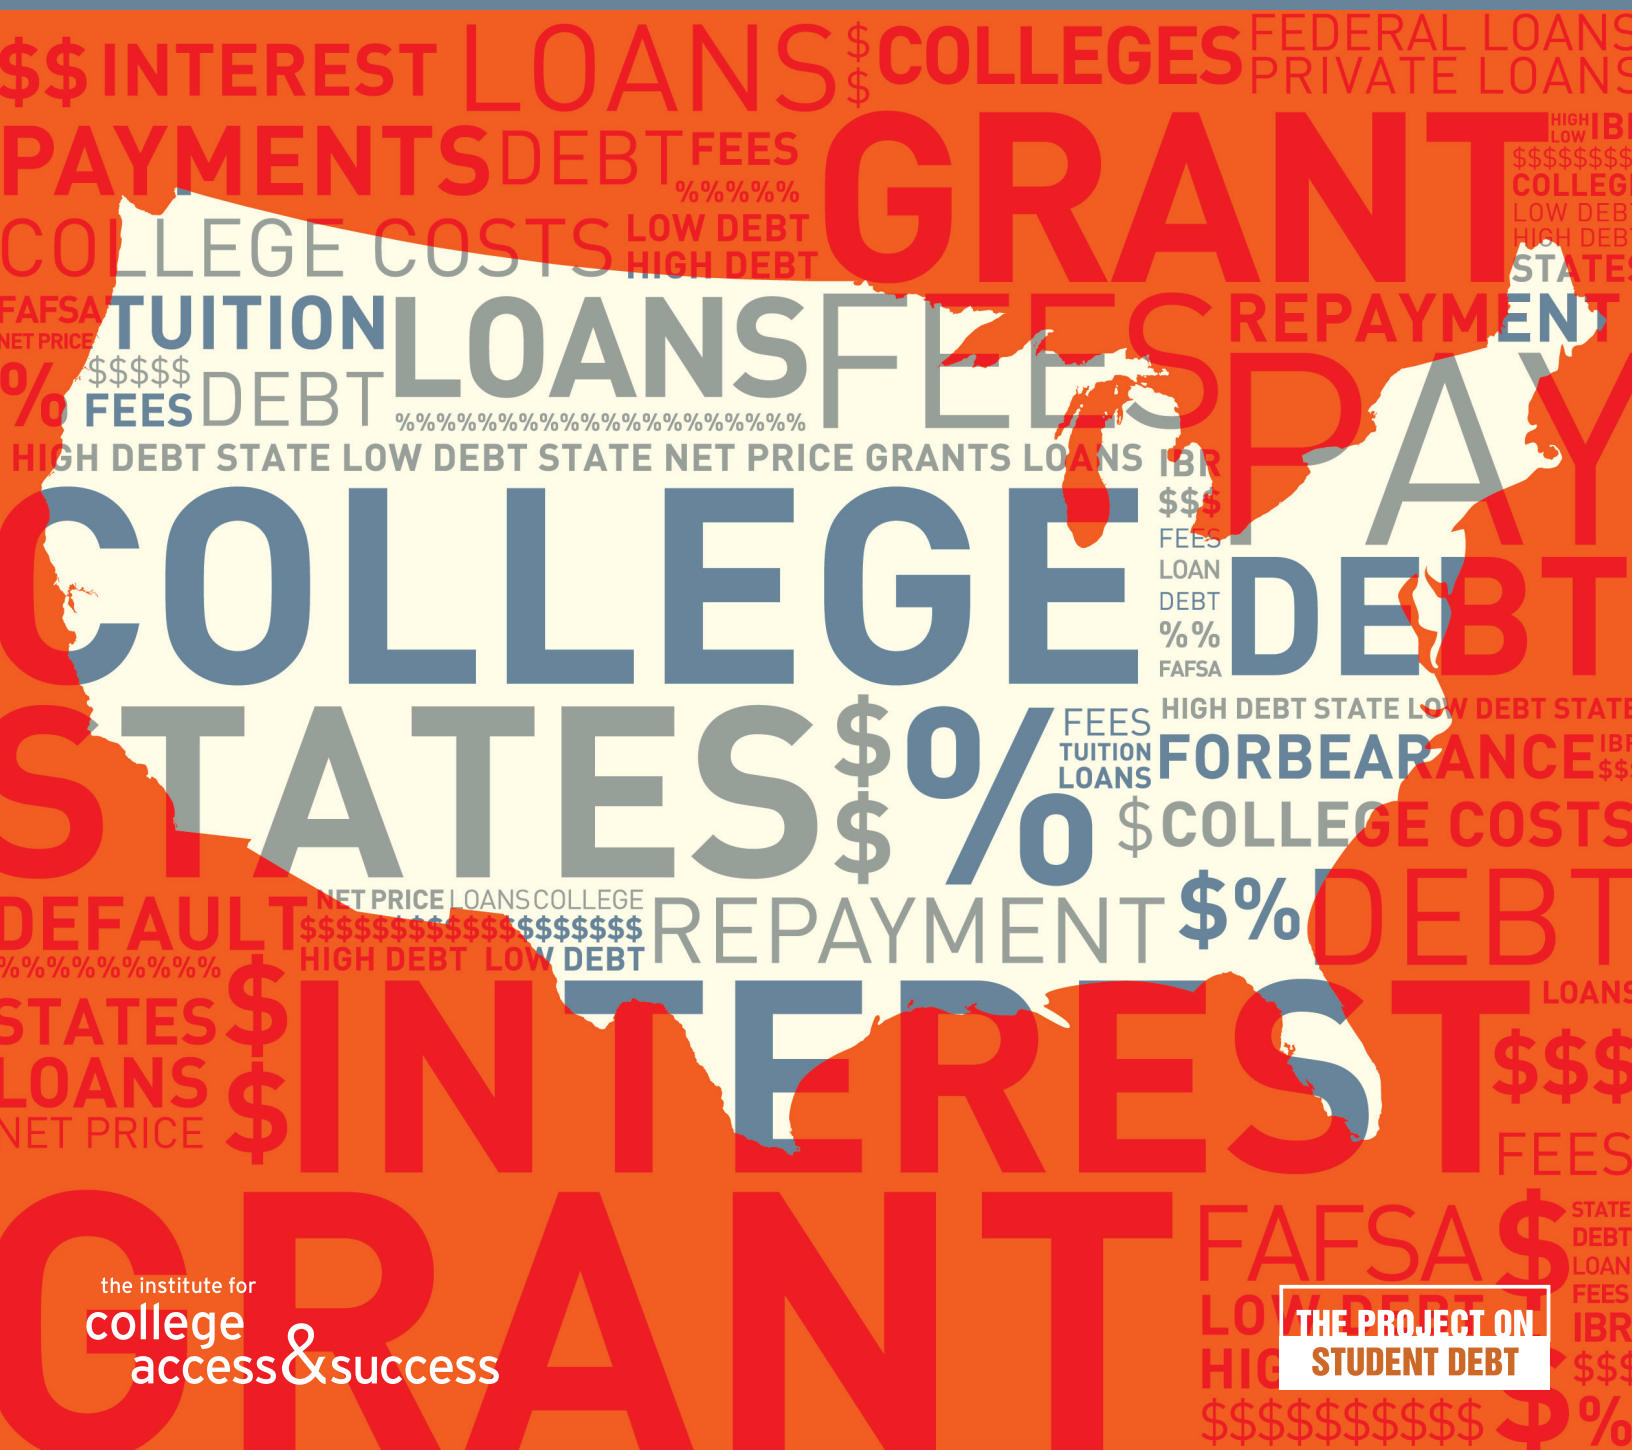 $$ INTEREST LOANS $ $ COLLEGES FEDERAL LOANS
PRIVATE LOANS
PAYMENTS DEBT FEES GRANT HIGH LOW IBR
%%%%%
$$$$$$$$
COLLEGE
COLLEGE COSTS LOW DEBT
HIGH DEBT
LOW DEBT
HIGH DEBT
STATES
FAFSA TUITION LOANS FEES REPAYMENT
NET PRICE
% $$$$$ DEBT PAY
FEES
%%%%%%%%%%%%%%%%%%%%
HIGH DEBT STATE LOW DEBT STATE NET PRICE GRANTS LOANS IBR
$$$
COLLEGE FEES DEBT
LOAN
DEBT
%%
FAFSA
STATES $ $ % FEES HIGH DEBT STATE LOW DEBT STATE
TUITION FORBEARANCE IBR
LOANS $$$
$ COLLEGE COSTS
DEFAULT NET PRICE LOANS COLLEGE REPAYMENT $% DEBT
$$$$$$$$$$$$$$$$$$$
%%%%%%%%% HIGH DEBT LOW DEBT
STATES $ INTEREST LOANS
LOANS $ $$$
NET PRICE FEES
GRANT FAFSA $ STATE
DEBT
LOAN
FEES
LOW DEBT IBR
HIG $ $$$
$$$$$$$$$$ %
the institute for
college
access & success
THE PROJECT ON
STUDENT DEBT